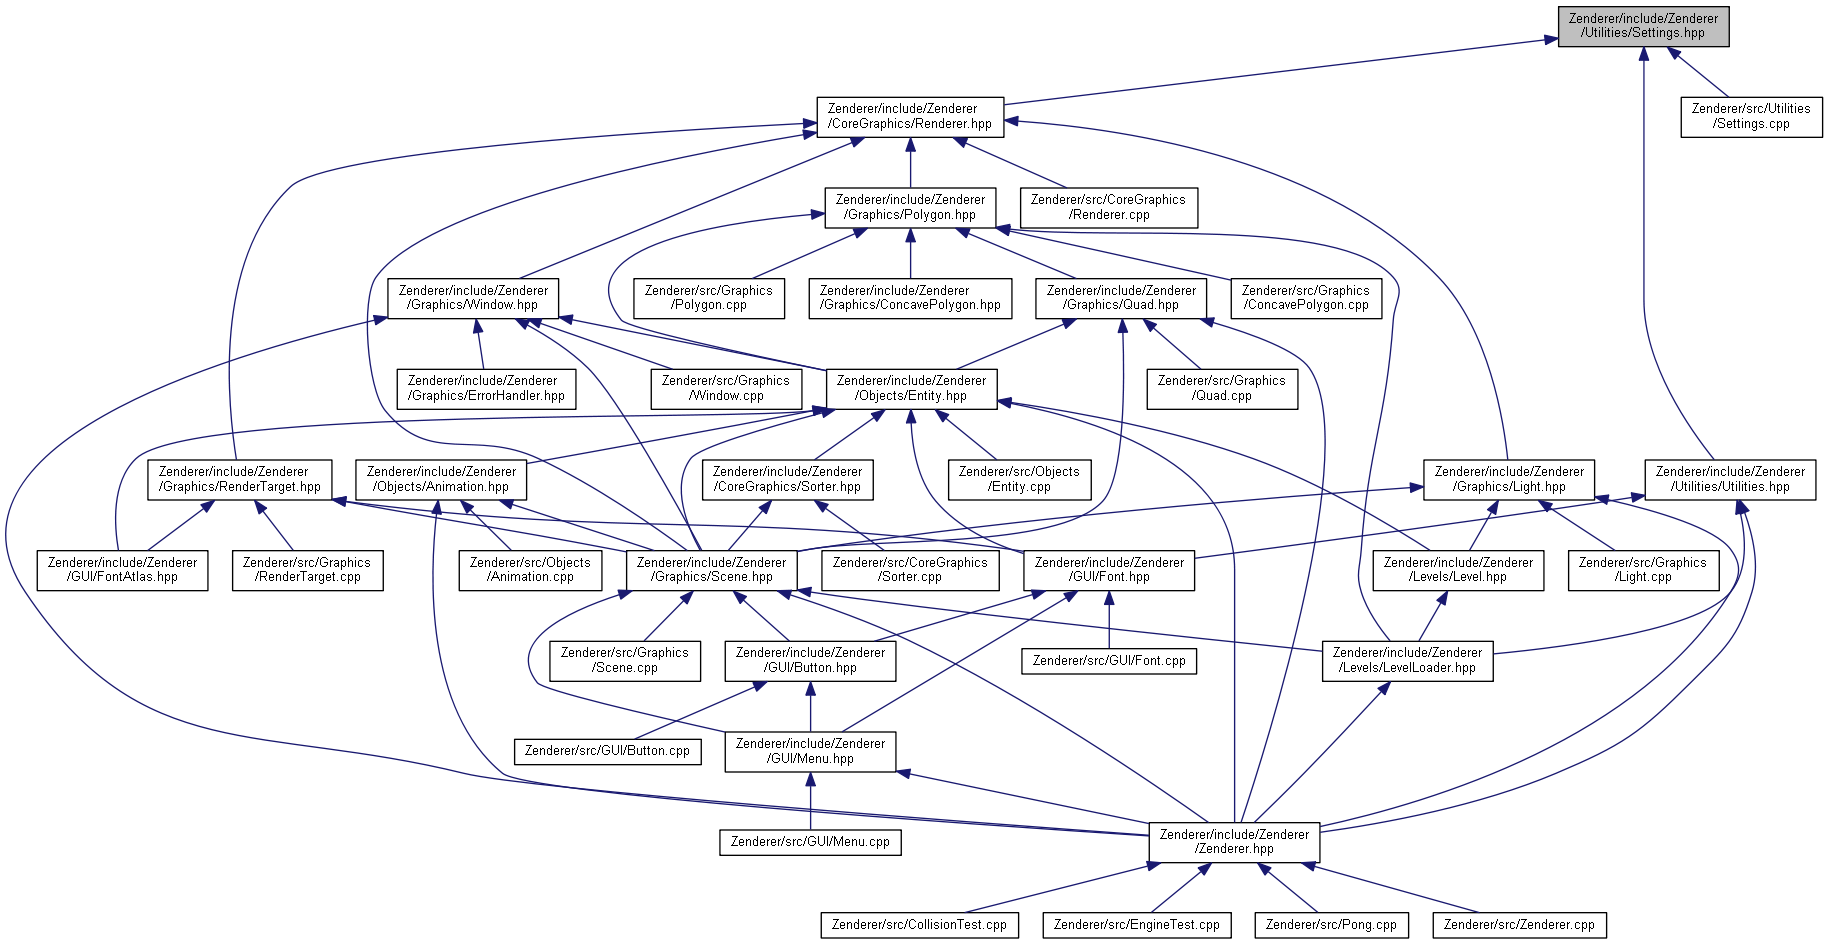 Zenderer/include/Zenderer
/Utilities/Settings.hpp
Zenderer/include/Zenderer
/CoreGraphics/Renderer.hpp
Zenderer/src/Utilities
/Settings.cpp
Zenderer/include/Zenderer
/Graphics/Polygon.hpp
Zenderer/src/CoreGraphics
/Renderer.cpp
Zenderer/include/Zenderer
/Graphics/Window.hpp
Zenderer/src/Graphics
/Polygon.cpp
Zenderer/include/Zenderer
/Graphics/ConcavePolygon.hpp
Zenderer/include/Zenderer
/Graphics/Quad.hpp
Zenderer/src/Graphics
/ConcavePolygon.cpp
Zenderer/include/Zenderer
/Graphics/ErrorHandler.hpp
Zenderer/src/Graphics
/Window.cpp
Zenderer/include/Zenderer
/Objects/Entity.hpp
Zenderer/src/Graphics
/Quad.cpp
Zenderer/include/Zenderer
/Graphics/RenderTarget.hpp
Zenderer/include/Zenderer
/Objects/Animation.hpp
Zenderer/include/Zenderer
/CoreGraphics/Sorter.hpp
Zenderer/src/Objects
/Entity.cpp
Zenderer/include/Zenderer
/Graphics/Light.hpp
Zenderer/include/Zenderer
/Utilities/Utilities.hpp
Zenderer/include/Zenderer
/GUI/FontAtlas.hpp
Zenderer/src/Graphics
/RenderTarget.cpp
Zenderer/src/Objects
/Animation.cpp
Zenderer/include/Zenderer
/Graphics/Scene.hpp
Zenderer/src/CoreGraphics
/Sorter.cpp
Zenderer/include/Zenderer
/GUI/Font.hpp
Zenderer/include/Zenderer
/Levels/Level.hpp
Zenderer/src/Graphics
/Light.cpp
Zenderer/src/Graphics
/Scene.cpp
Zenderer/include/Zenderer
/GUI/Button.hpp
Zenderer/src/GUI/Font.cpp
Zenderer/include/Zenderer
/Levels/LevelLoader.hpp
Zenderer/src/GUI/Button.cpp
Zenderer/include/Zenderer
/GUI/Menu.hpp
Zenderer/src/GUI/Menu.cpp
Zenderer/include/Zenderer
/Zenderer.hpp
Zenderer/src/CollisionTest.cpp
Zenderer/src/EngineTest.cpp
Zenderer/src/Pong.cpp
Zenderer/src/Zenderer.cpp